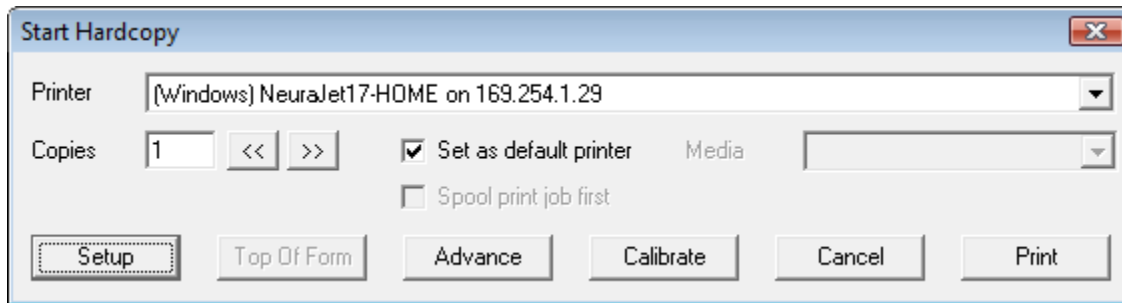 Start Hardcopy
Printer (Windows) NeuraJet17-HOME on 169.254.1.29
Copies 1 << >> Set as default printer Media
Spool print job first
Setup Top Of Form Advance Calibrate Cancel Print